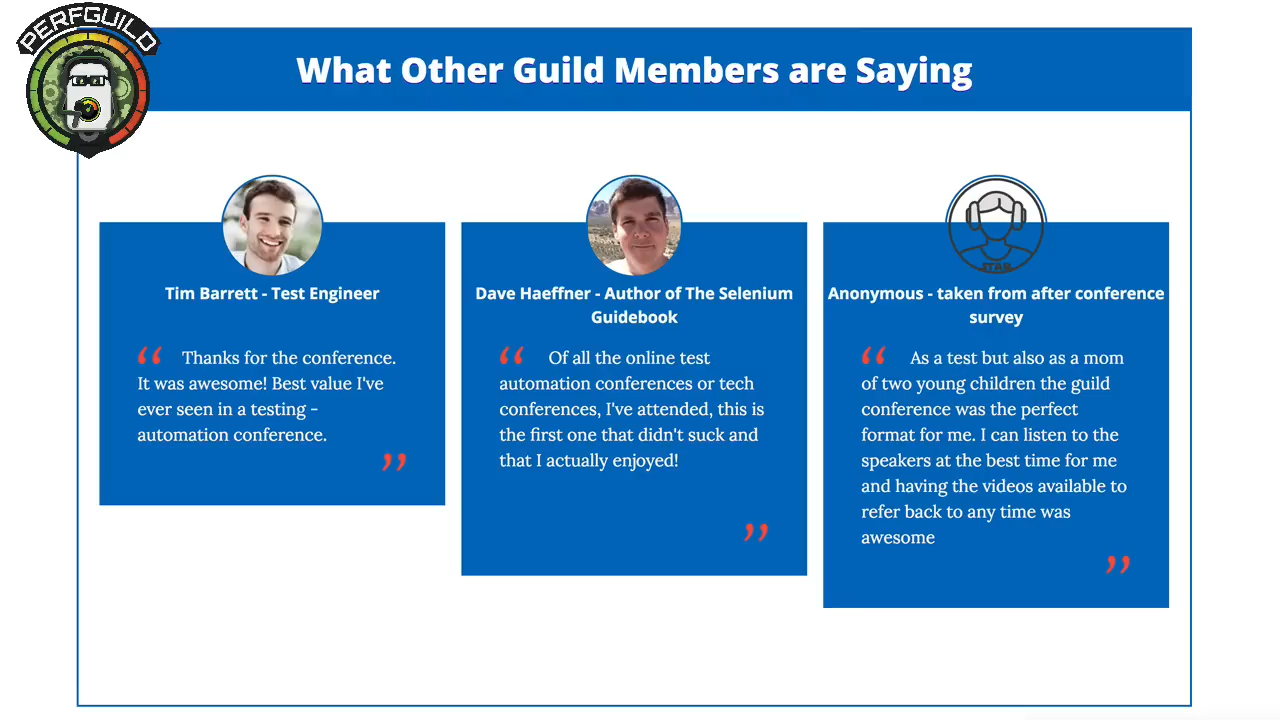 PERFGUILD
What Other Guild Members are Saying
Tim Barrett - Test Engineer
“ Thanks for the conference.
It was awesome! Best value I've
ever seen in a testing -
automation conference.
”
Dave Haeffner - Author of The Selenium
Guidebook
“ Of all the online test
automation conferences or tech
conferences, I've attended, this is
the first one that didn't suck and
that I actually enjoyed!
”
STAR
Anonymous - taken from after conference
survey
“ As a test but also as a mom
of two young children the guild
conference was the perfect
format for me. I can listen to the
speakers at the best time for me
and having the videos available to
refer back to any time was
awesome
”